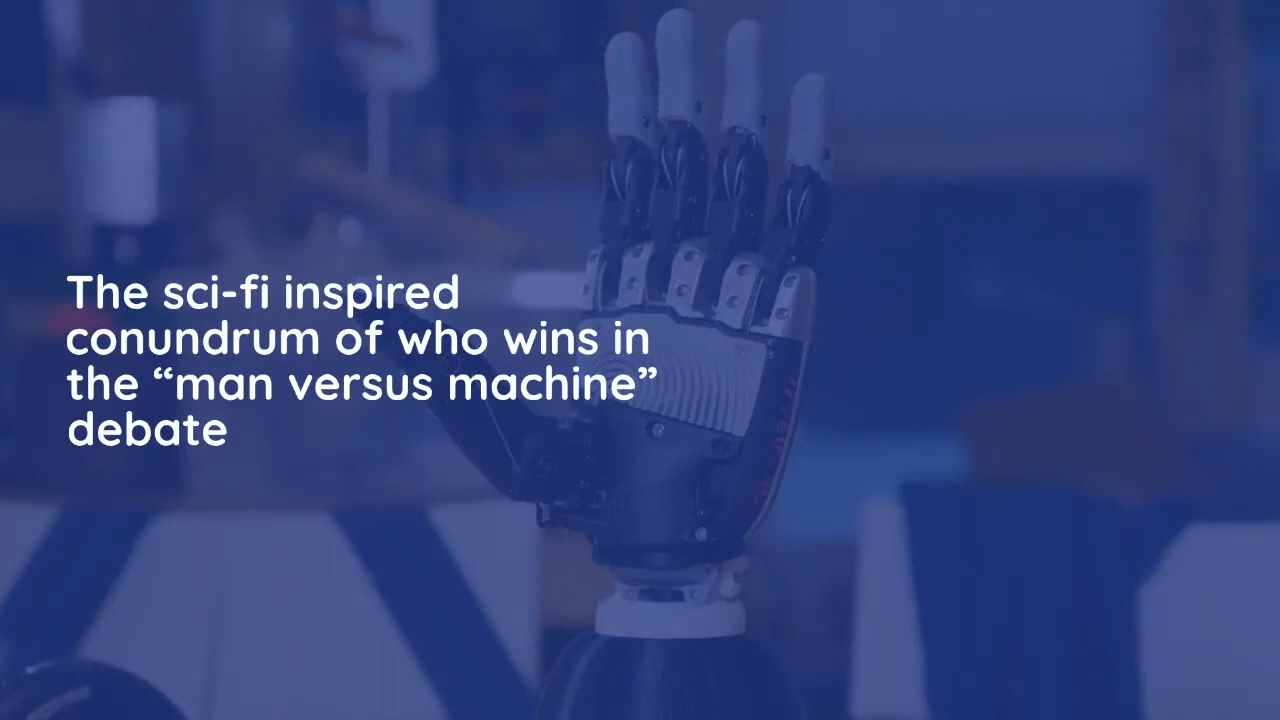 The sci-fi inspired
conundrum of who wins in
the “man versus machine”
debate